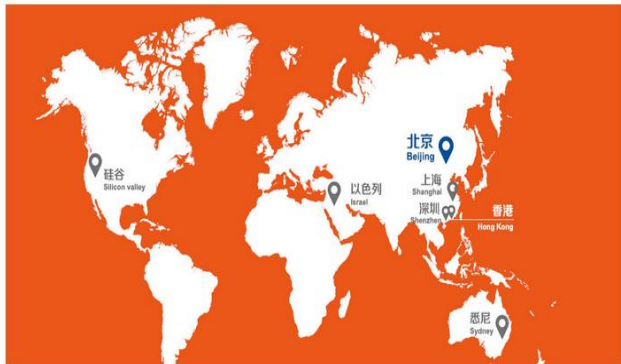 北京
Beijing
硅谷
Silicon valley
以色列
Israel
上海
Shanghai
深圳
Shenzhen
香港
Hong Kong
悉尼
Sydney